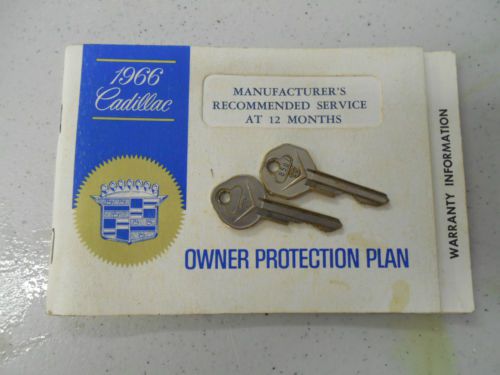 1966
Cadillac
MANUFACTURER'S
RECOMMENDED SERVICE
AT 12 MONTHS
OWNER PROTECTION PLAN
WARRANTY INFORMATION